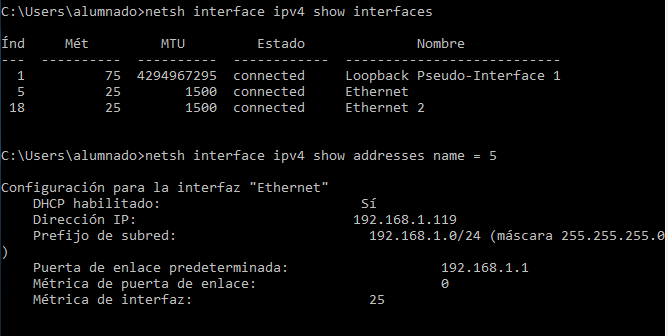 C:\Users\alumnado>netsh interface ipv4 show interfaces
Índ     Mét         MTU         Estado              Nombre
---  ----------  ----------  ------------  ---------------------------
  1          75  4294967295  connected     Loopback Pseudo-Interface 1
  5          25        1500  connected     Ethernet
 18          25        1500  connected     Ethernet 2
C:\Users\alumnado>netsh interface ipv4 show addresses name = 5
Configuración para la interfaz "Ethernet"
    DHCP habilitado:                         Sí
    Dirección IP:                           192.168.1.119
    Prefijo de subred:                        192.168.1.0/24 (máscara 255.255.255.0
)
    Puerta de enlace predeterminada:                   192.168.1.1
    Métrica de puerta de enlace:                       0
    Métrica de interfaz:                      25